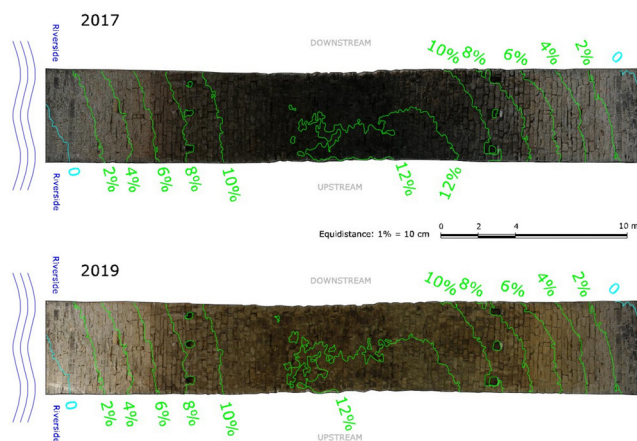 2017
Riverside
DOWNSTREAM
10% 8% 6% 4% 2% 0
0 2% 4% 6% 8% 10% 12% 12%
Riverside
UPSTREAM
Equidistance: 1% = 10 cm
0 2 4 10 m
2019
Riverside
DOWNSTREAM
10% 8% 6% 4% 2% 0
0 2% 4% 6% 8% 10% 12%
Riverside
UPSTREAM